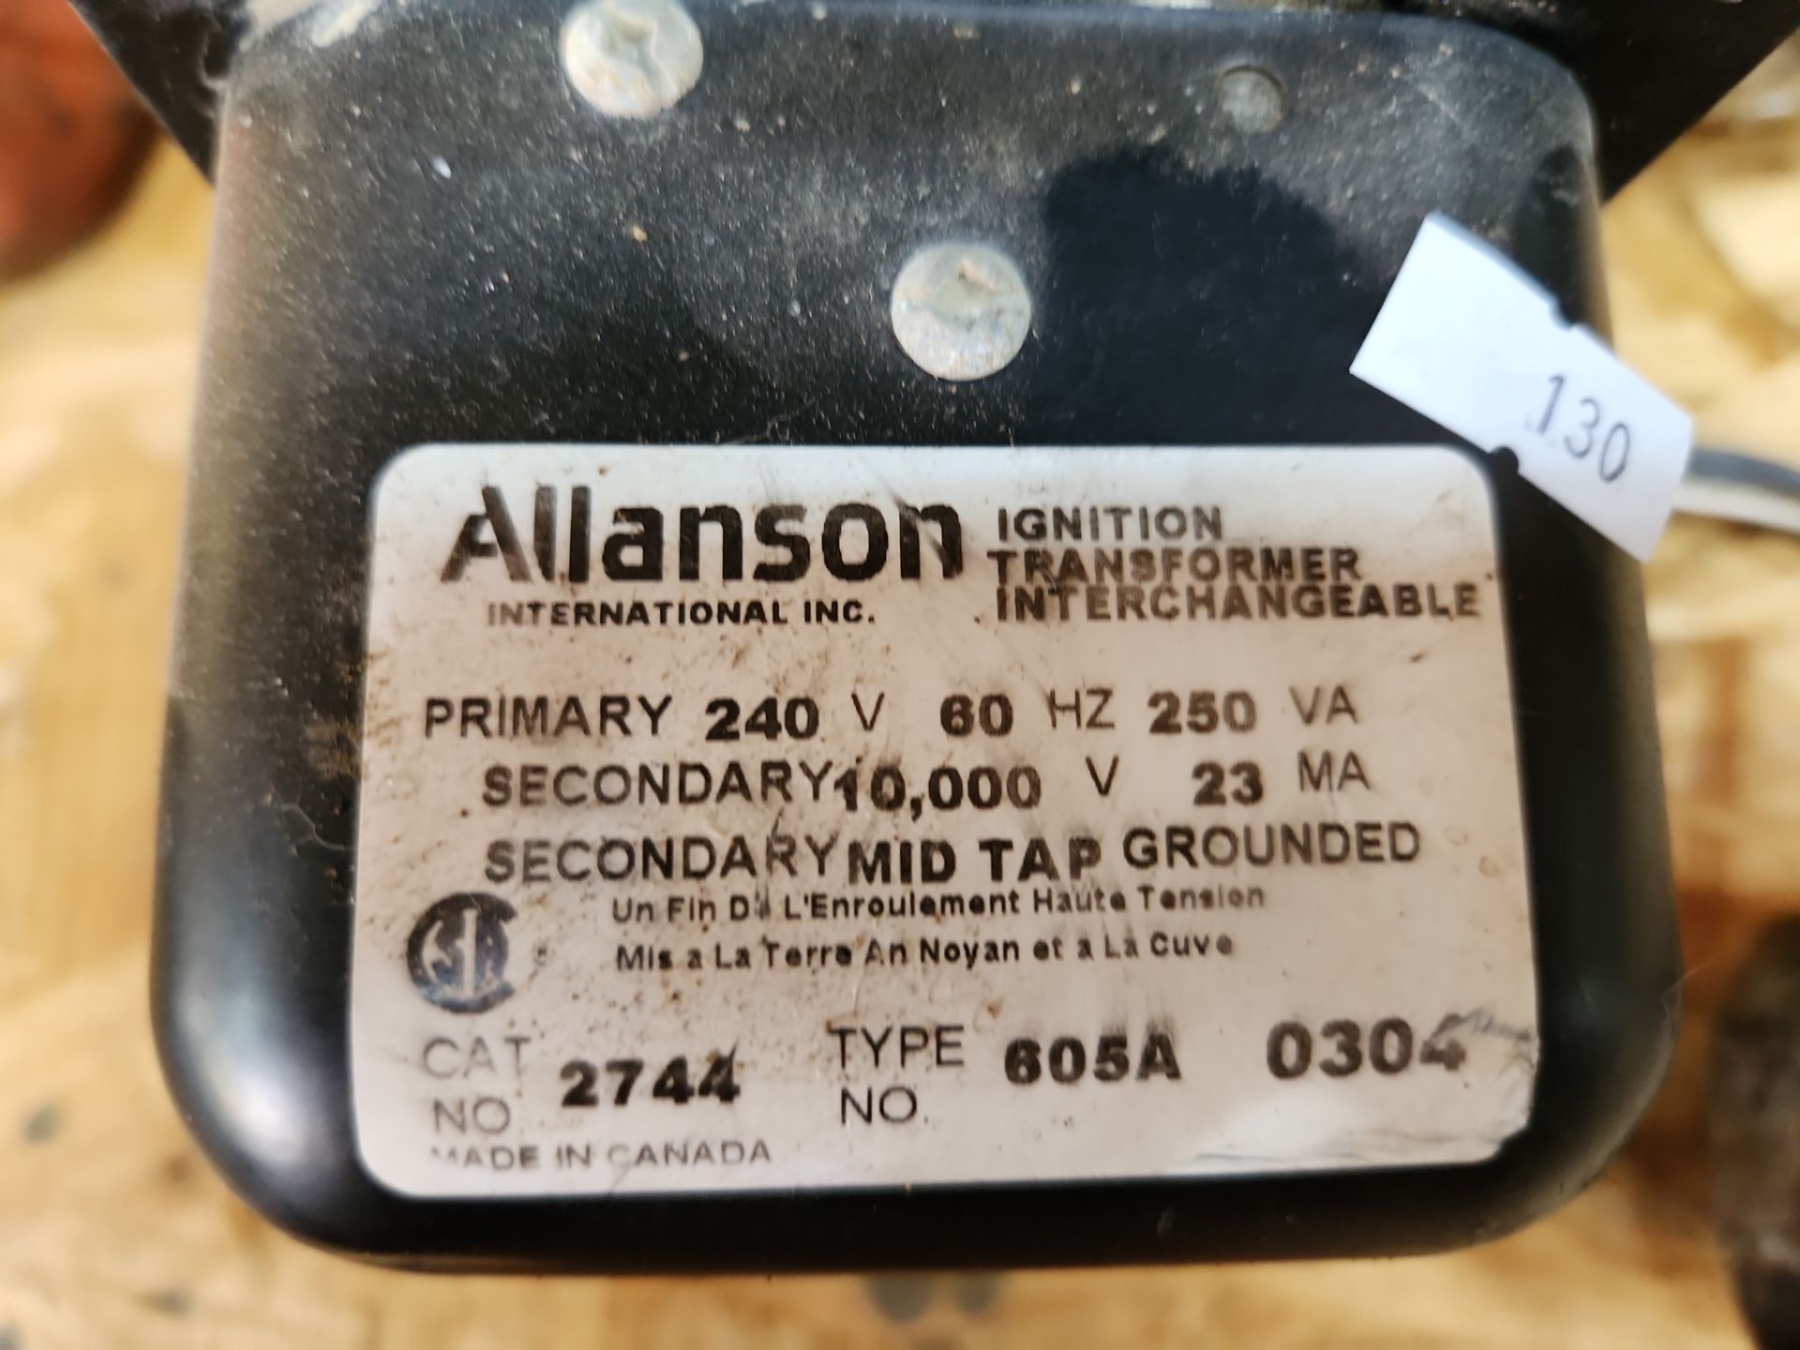 130
Allanson
INTERNATIONAL INC.
IGNITION
TRANSFORMER
INTERCHANGEABLE
PRIMARY 240 V 60 HZ 250 VA
SECONDARY 10,000 V 23 MA
SECONDARY MID TAP GROUNDED
Un Fin De L'Enroulement Haute Tension
Mis a La Terre An Noyan et a La Cuve
CSA
CAT NO 2744 TYPE NO. 605A 0304
MADE IN CANADA